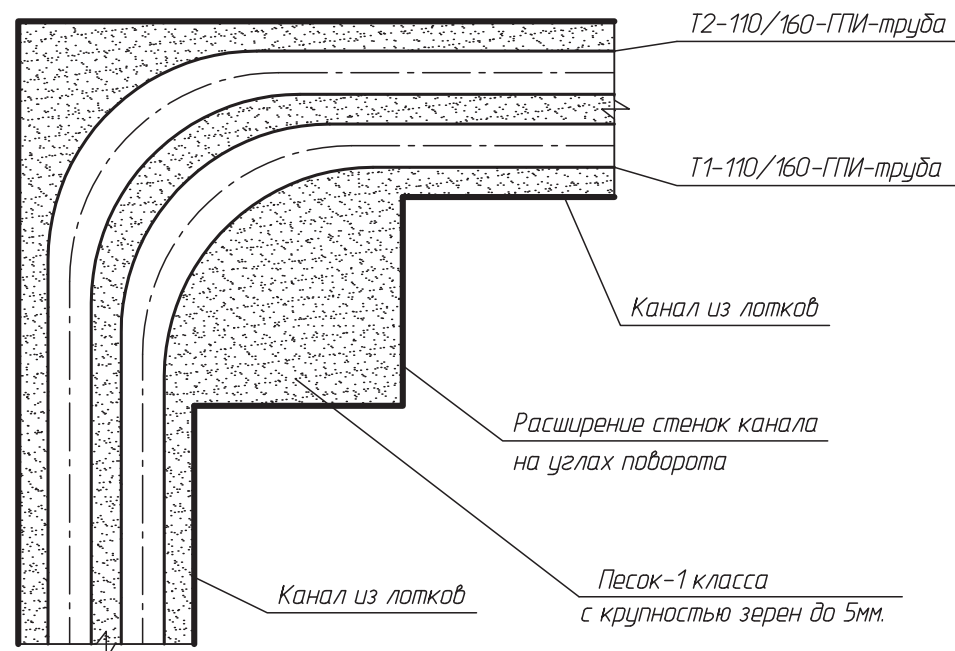 Т2-110/160-ГПИ-труба
Т1-110/160-ГПИ-труба
Канал из лотков
Расширение стенок канала
на углах поворота
Песок-1 класса
с крупностью зерен до 5мм.
Канал из лотков